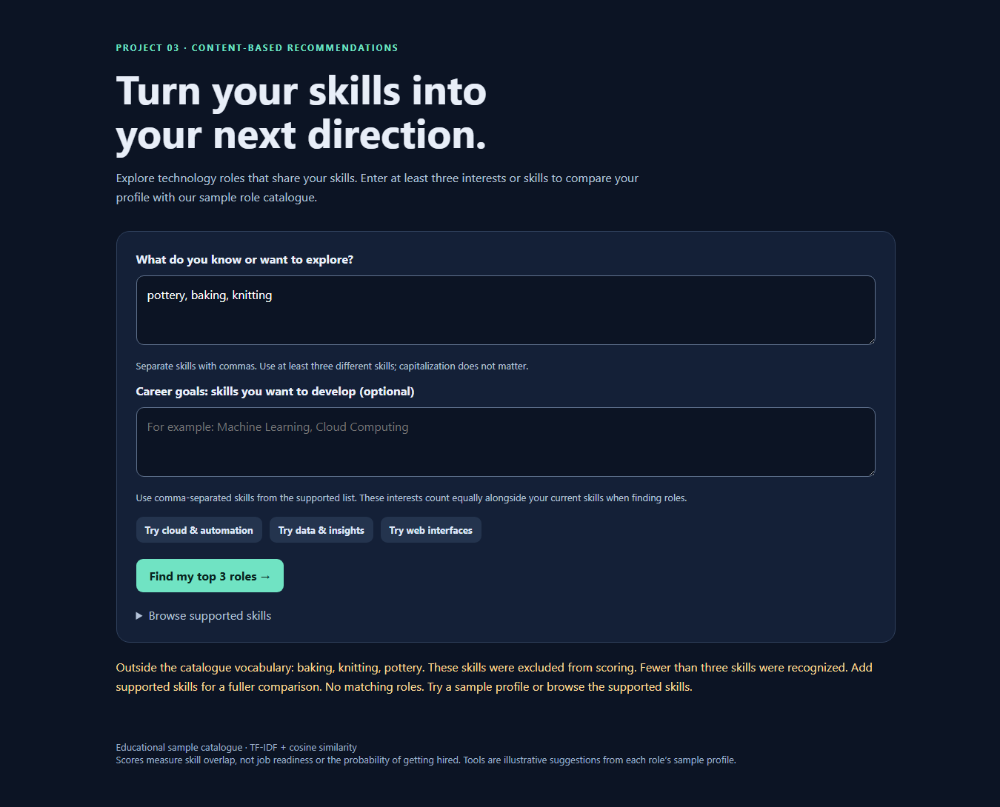 PROJECT 03 · CONTENT-BASED RECOMMENDATIONS
Turn your skills into
your next direction.
Explore technology roles that share your skills. Enter at least three interests or skills to compare your
profile with our sample role catalogue.
What do you know or want to explore?
pottery, baking, knitting
Separate skills with commas. Use at least three different skills; capitalization does not matter.
Career goals: skills you want to develop (optional)
For example: Machine Learning, Cloud Computing
Use comma-separated skills from the supported list. These interests count equally alongside your current skills when finding roles.
Try cloud & automation
Try data & insights
Try web interfaces
Find my top 3 roles →
▶ Browse supported skills
Outside the catalogue vocabulary: baking, knitting, pottery. These skills were excluded from scoring. Fewer than three skills were recognized. Add
supported skills for a fuller comparison. No matching roles. Try a sample profile or browse the supported skills.
Educational sample catalogue · TF-IDF + cosine similarity
Scores measure skill overlap, not job readiness or the probability of getting hired. Tools are illustrative suggestions from each role's sample profile.